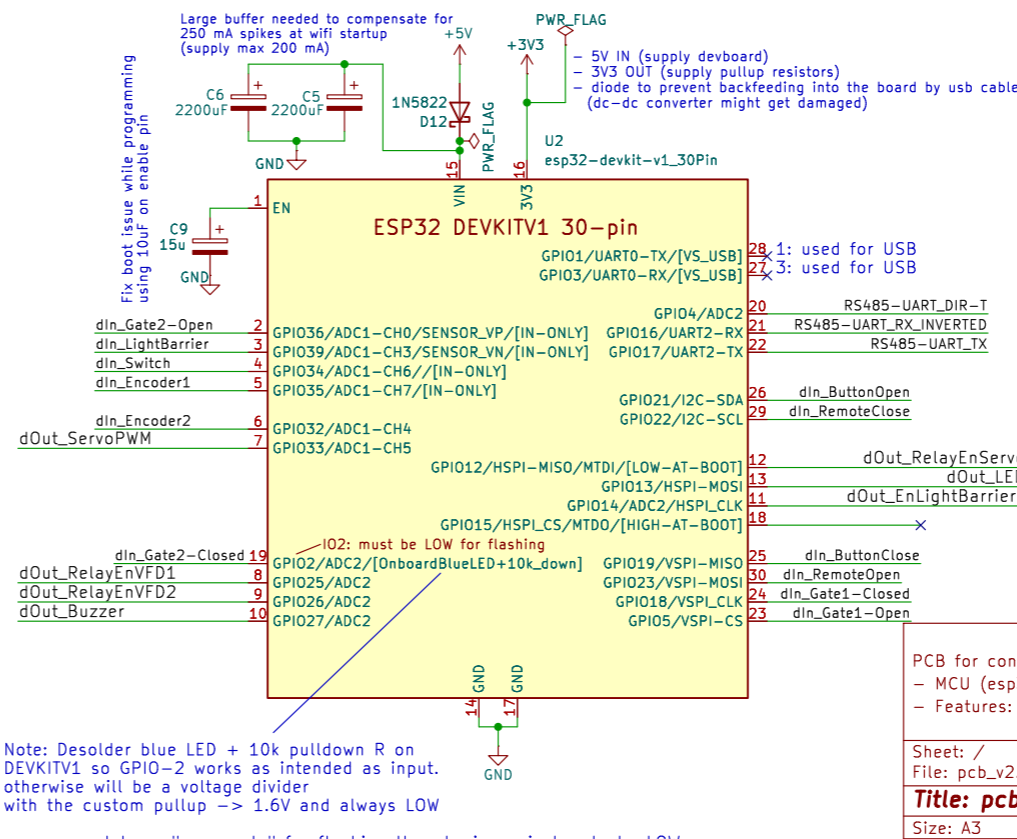 Large buffer needed to compensate for
250 mA spikes at wifi startup
(supply max 200 mA)
+5V
PWR_FLAG
+3V3
- 5V IN (supply devboard)
- 3V3 OUT (supply pullup resistors)
- diode to prevent backfeeding into the board by usb cable
(dc-dc converter might get damaged)
C6
2200uF
C5
2200uF
1N5822
D12
PWR_FLAG
GND
U2
esp32-devkit-v1_30Pin
Fix boot issue while programming
using 10uF on enable pin
15
VIN
16
3V3
1
EN
C9
15u
GND
ESP32 DEVKITV1 30-pin
GPIO1/UART0-TX/[VS_USB]
28
1: used for USB
GPIO3/UART0-RX/[VS_USB]
27
3: used for USB
GPIO4/ADC2
20
RS485-UART_DIR-T
dIn_Gate2-Open
2
GPIO36/ADC1-CH0/SENSOR_VP/[IN-ONLY]
GPIO16/UART2-RX
21
RS485-UART_RX_INVERTED
dIn_LightBarrier
3
GPIO39/ADC1-CH3/SENSOR_VN/[IN-ONLY]
GPIO17/UART2-TX
22
RS485-UART_TX
dIn_Switch
4
GPIO34/ADC1-CH6//[IN-ONLY]
dIn_Encoder1
5
GPIO35/ADC1-CH7/[IN-ONLY]
GPIO21/I2C-SDA
26
dIn_ButtonOpen
GPIO22/I2C-SCL
29
dIn_RemoteClose
dIn_Encoder2
6
GPIO32/ADC1-CH4
dOut_ServoPWM
7
GPIO33/ADC1-CH5
GPIO12/HSPI-MISO/MTDI/[LOW-AT-BOOT]
12
dOut_RelayEnServ
GPIO13/HSPI-MOSI
13
dOut_LE
GPIO14/ADC2/HSPI_CLK
11
dOut_EnLightBarrier
GPIO15/HSPI_CS/MTDO/[HIGH-AT-BOOT]
18
IO2: must be LOW for flashing
dIn_Gate2-Closed
19
GPIO2/ADC2/[OnboardBlueLED+10k_down]
GPIO19/VSPI-MISO
25
dIn_ButtonClose
dOut_RelayEnVFD1
8
GPIO25/ADC2
GPIO23/VSPI-MOSI
30
dIn_RemoteOpen
dOut_RelayEnVFD2
9
GPIO26/ADC2
GPIO18/VSPI_CLK
24
dIn_Gate1-Closed
dOut_Buzzer
10
GPIO27/ADC2
GPIO5/VSPI-CS
23
dIn_Gate1-Open
GND
14
GND
17
GND
Note: Desolder blue LED + 10k pulldown R on
DEVKITV1 so GPIO-2 works as intended as input.
otherwise will be a voltage divider
with the custom pullup -> 1.6V and always LOW
PCB for con
- MCU (esp
- Features:
Sheet: /
File: pcb_v2.
Title: pcb
Size: A3